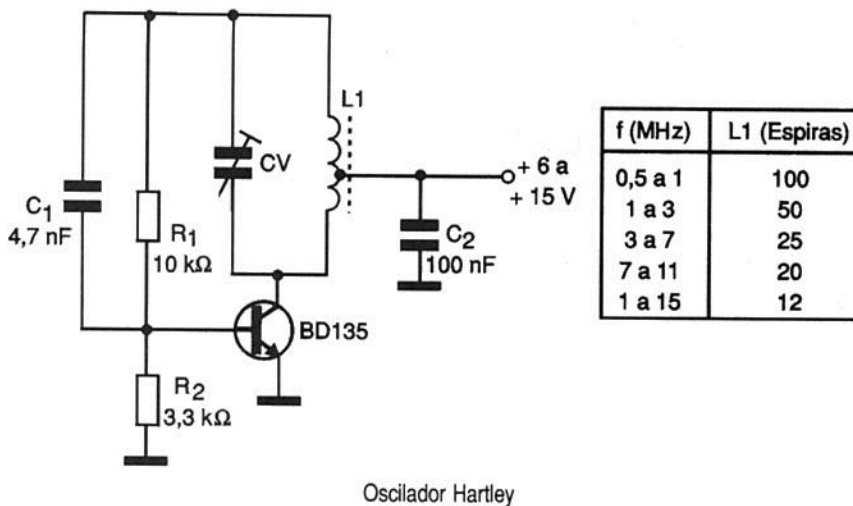 L1
CV
+ 6 a
+ 15 V
C1
4,7 nF
R1
10 kΩ
C2
100 nF
BD135
R2
3,3 kΩ
f (MHz) L1 (Espiras)
0,5 a 1 100
1 a 3 50
3 a 7 25
7 a 11 20
1 a 15 12
Oscilador Hartley